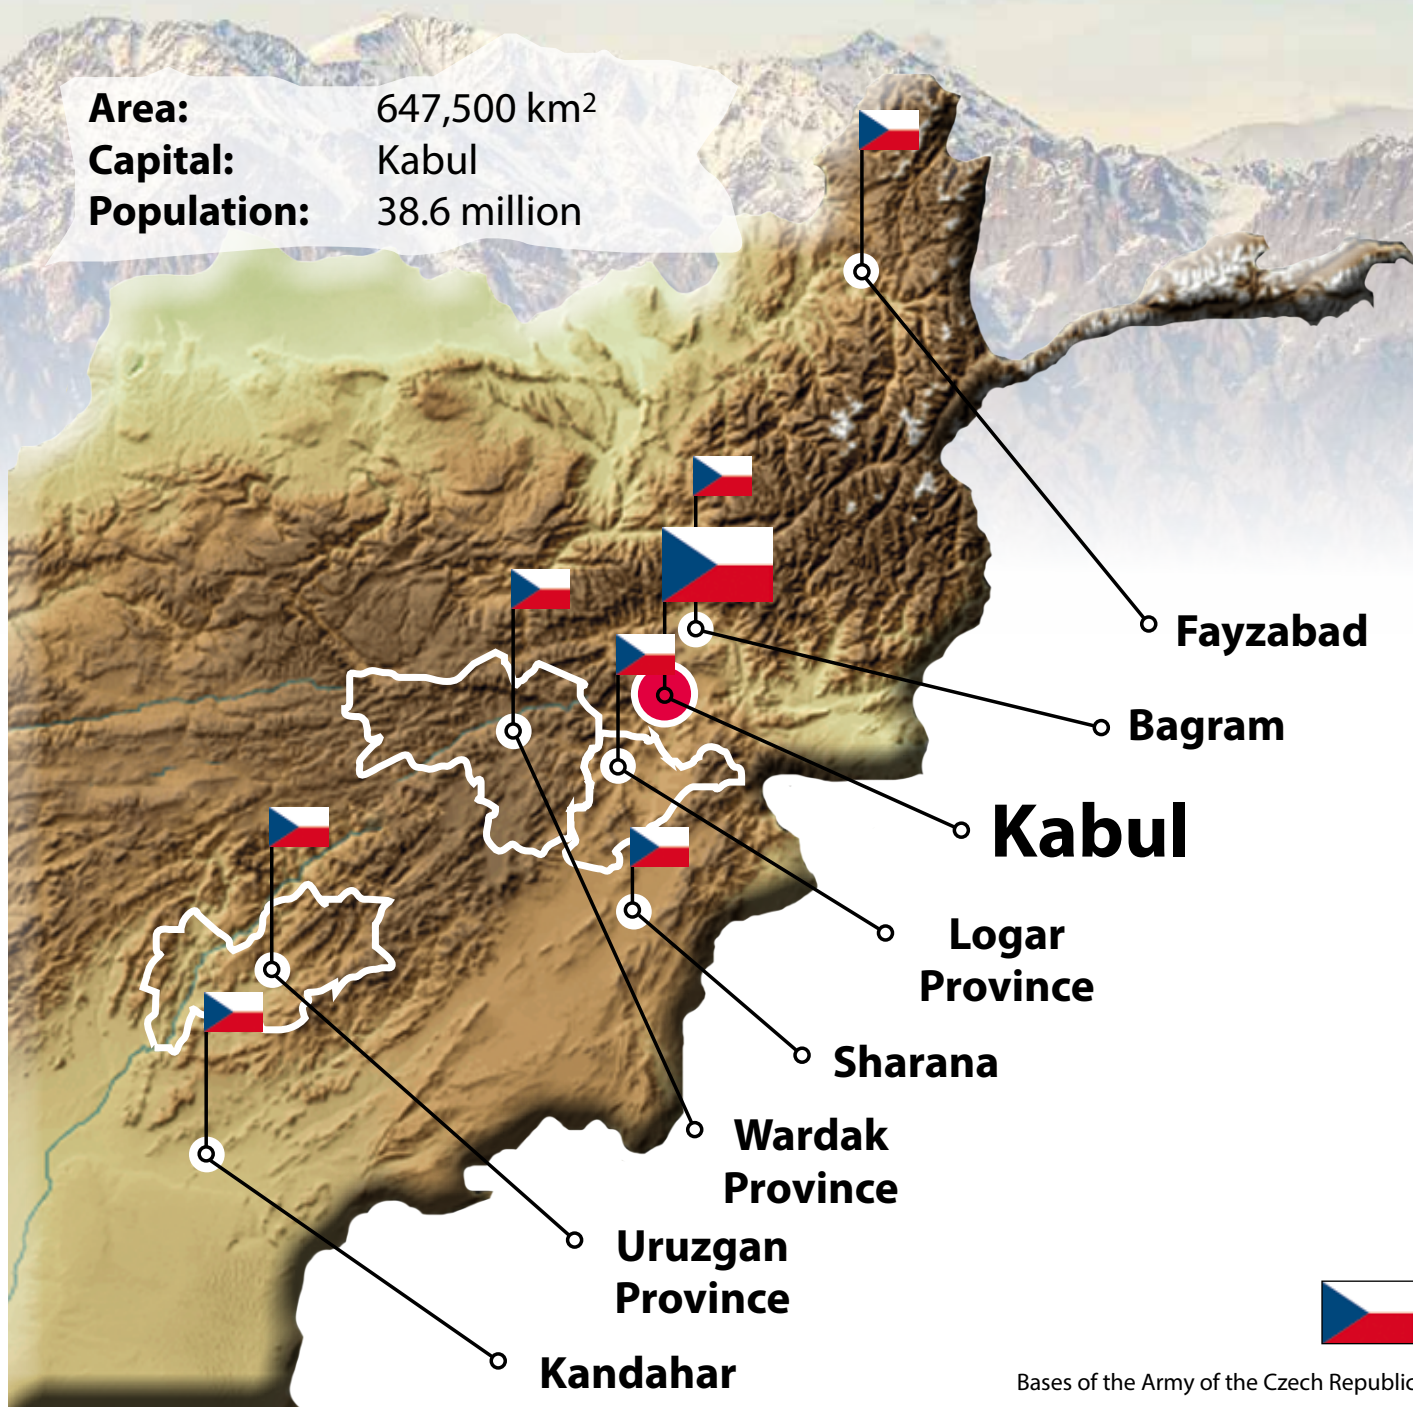 Area: 647,500 km²
Capital: Kabul
Population: 38.6 million
Fayzabad
Bagram
Kabul
Logar
Province
Sharana
Wardak
Province
Uruzgan
Province
Kandahar
Bases of the Army of the Czech Republic